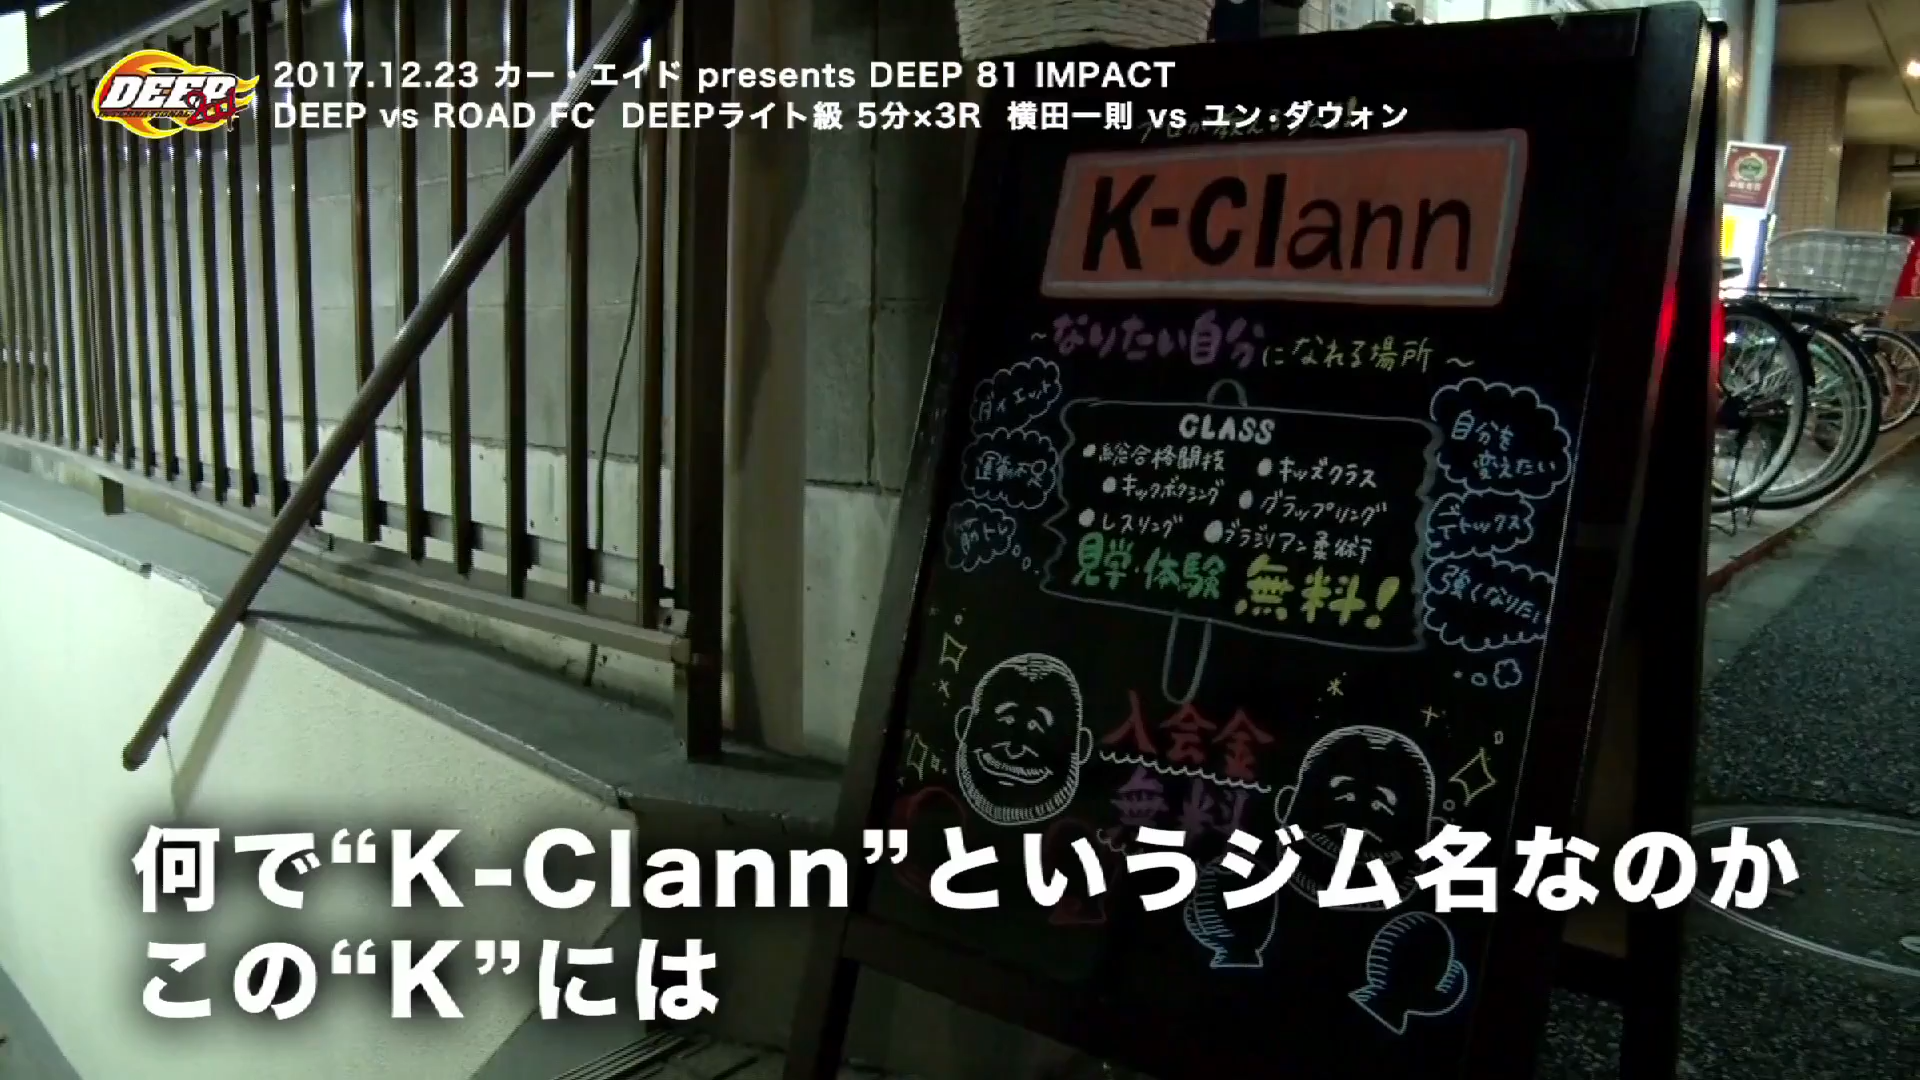 DEEP
INTERNATIONAL
2017.12.23 カー・エイド presents DEEP 81 IMPACT
DEEP vs ROAD FC DEEPライト級 5分×3R 横田一則 vs ユン・ダウォン
K-Clann
~なりたい自分になれる場所~
ダイエット
運動不足
筋トレ
CLASS
●総合格闘技 ●キッズクラス
●キックボクシング ●グラップリング
●レスリング ●ブラジリアン柔術
見学・体験 無料!
自分を
変えたい
デトックス
強くなりたい
入会金
無料
何で“K-Clann”というジム名なのか
この“K”には